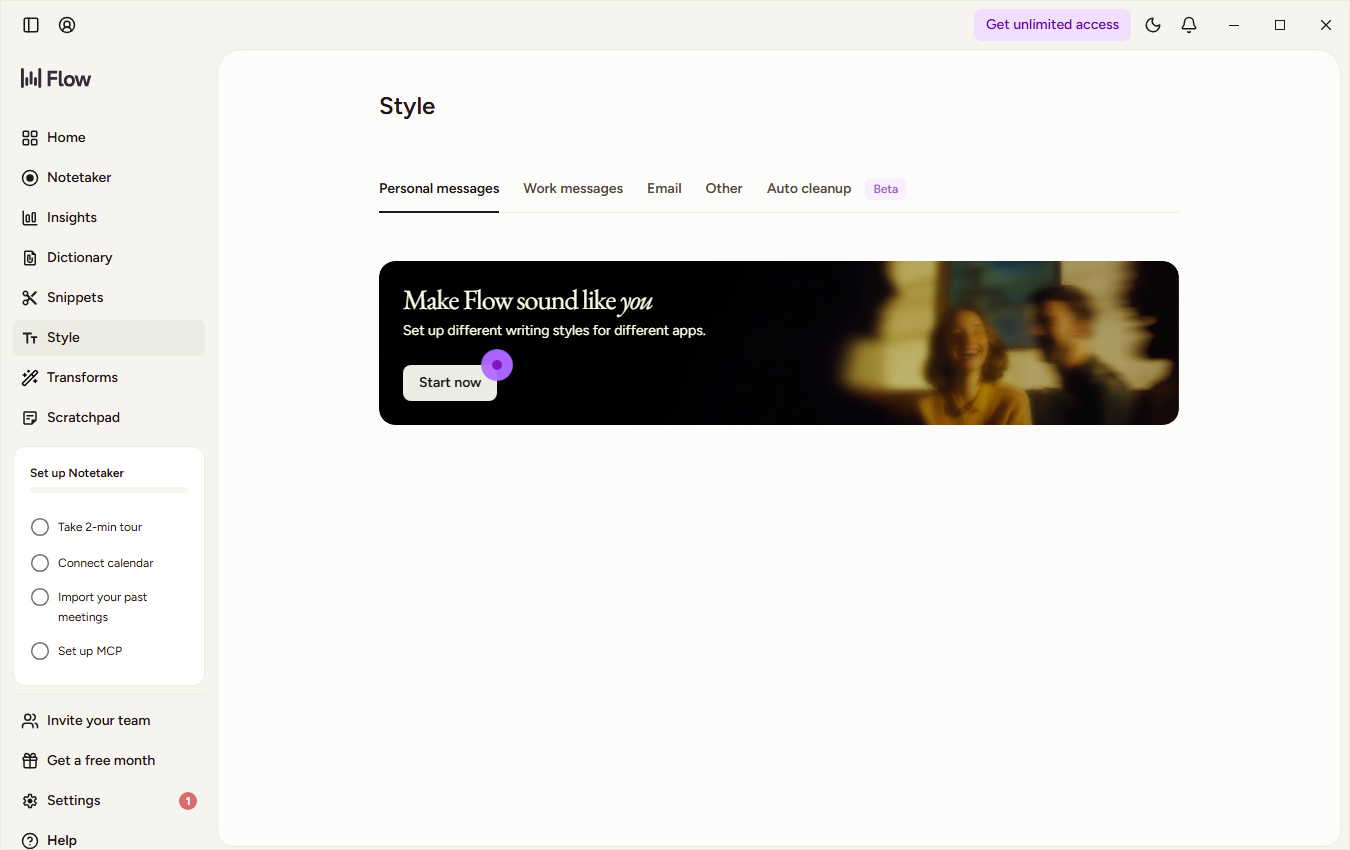 Get unlimited access
Flow
Home
Notetaker
Insights
Dictionary
Snippets
Style
Transforms
Scratchpad
Set up Notetaker
Take 2-min tour
Connect calendar
Import your past
meetings
Set up MCP
Invite your team
Get a free month
Settings
1
Help
Style
Personal messages
Work messages
Email
Other
Auto cleanup
Beta
Make Flow sound like you
Set up different writing styles for different apps.
Start now